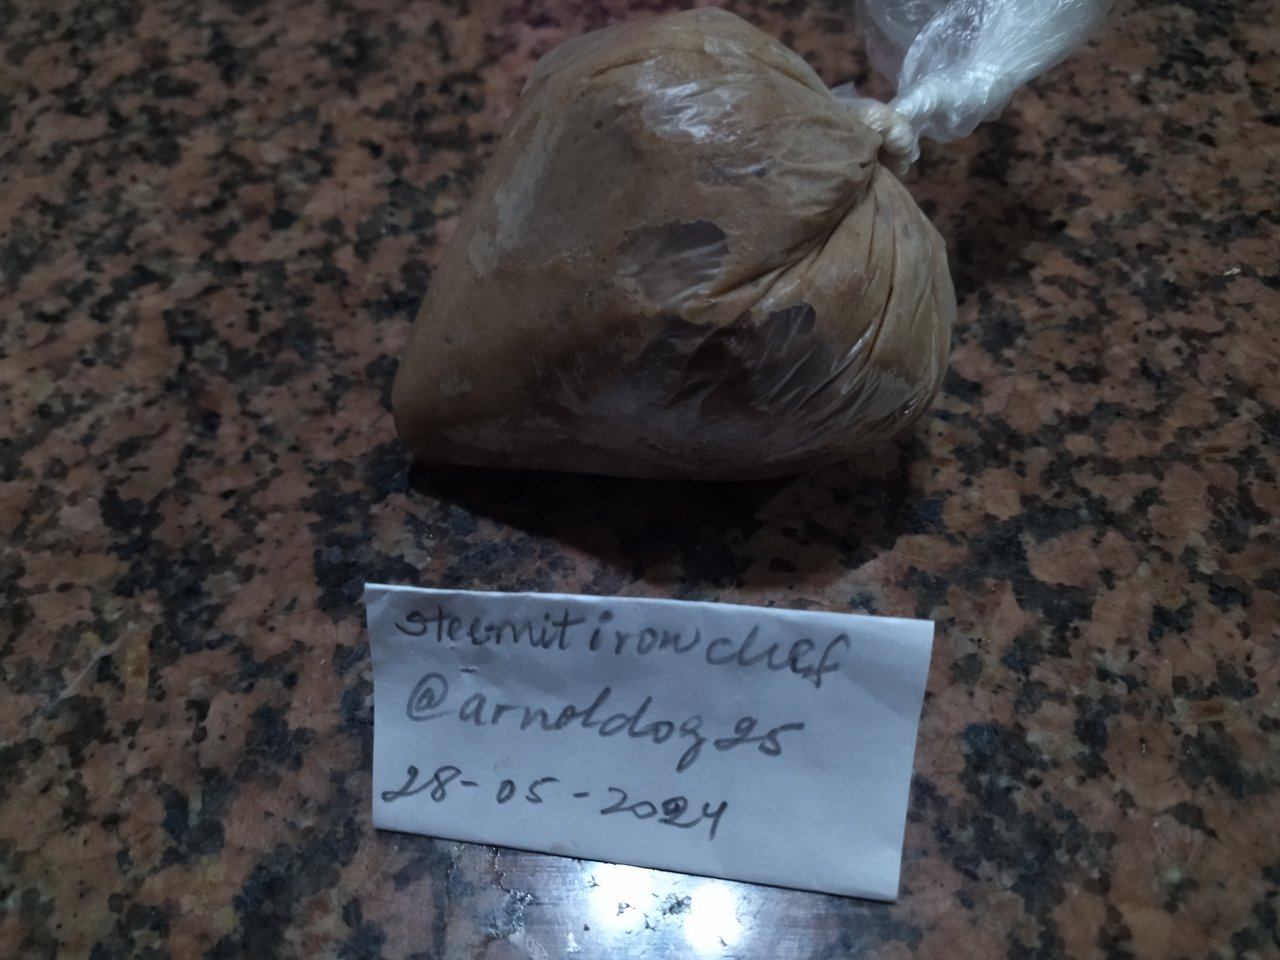 steemit iron chef
@arnoldog25
28-05-2024